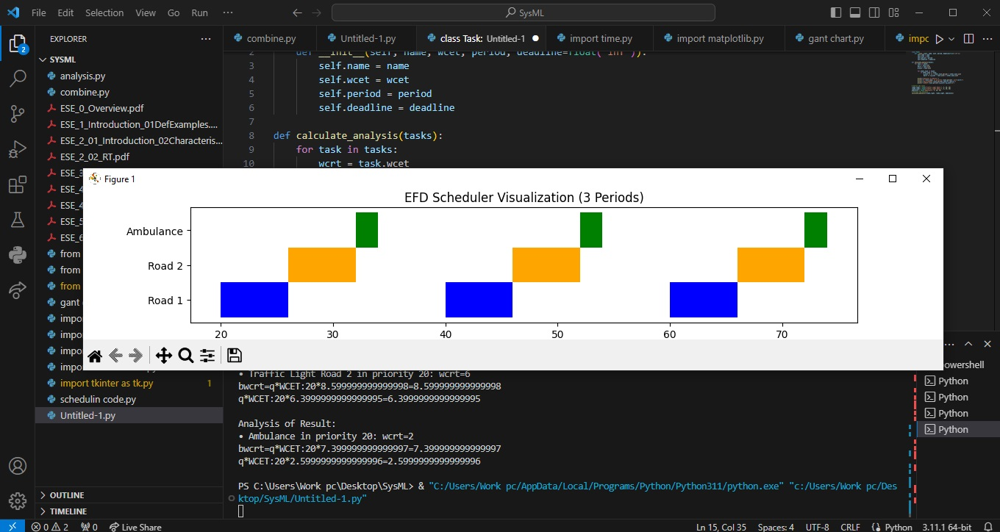 File Edit Selection View Go Run ··· SysML
EXPLORER ···
combine.py Untitled-1.py class Task: Untitled-1 import time.py import matplotlib.py gant chart.py impc
SYSML
analysis.py
combine.py
ESE_0_Overview.pdf
ESE_1_Introduction_01DefExamples....
ESE_2_01_Introduction_02Characteris...
ESE_2_02_RT.pdf
ESE_3
ESE_4
ESE_4
ESE_5
ESE_6
from
from
from
gant
impo
impo
impo
impo
import tkinter as tk.py 1
schedulin code.py
Untitled-1.py
OUTLINE
TIMELINE
2 def __init__(self, name, wcet, period, deadline=float('inf')):
3 self.name = name
4 self.wcet = wcet
5 self.period = period
6 self.deadline = deadline
7
8 def calculate_analysis(tasks):
9 for task in tasks:
10 wcrt = task.wcet
Figure 1
EFD Scheduler Visualization (3 Periods)
Ambulance
Road 2
Road 1
20 30 40 50 60 70
• Traffic Light Road 2 in priority 20: wcrt=6
bwcrt=q*WCET:20*8.599999999999998=8.599999999999998
q*WCET:20*6.3999999999999995=6.3999999999999995
Analysis of Result:
• Ambulance in priority 20: wcrt=2
bwcrt=q*WCET:20*7.399999999999997=7.399999999999997
q*WCET:20*2.5999999999999996=2.5999999999999996
PS C:\Users\Work pc\Desktop\SysML> & "C:/Users/Work pc/AppData/Local/Programs/Python/Python311/python.exe" "c:/Users/Work pc/Des
ktop/SysML/Untitled-1.py"
powershell
Python
Python
Python
Python
2
0 2 0 Live Share Ln 15, Col 35 Spaces: 4 UTF-8 CRLF Python 3.11.1 64-bit